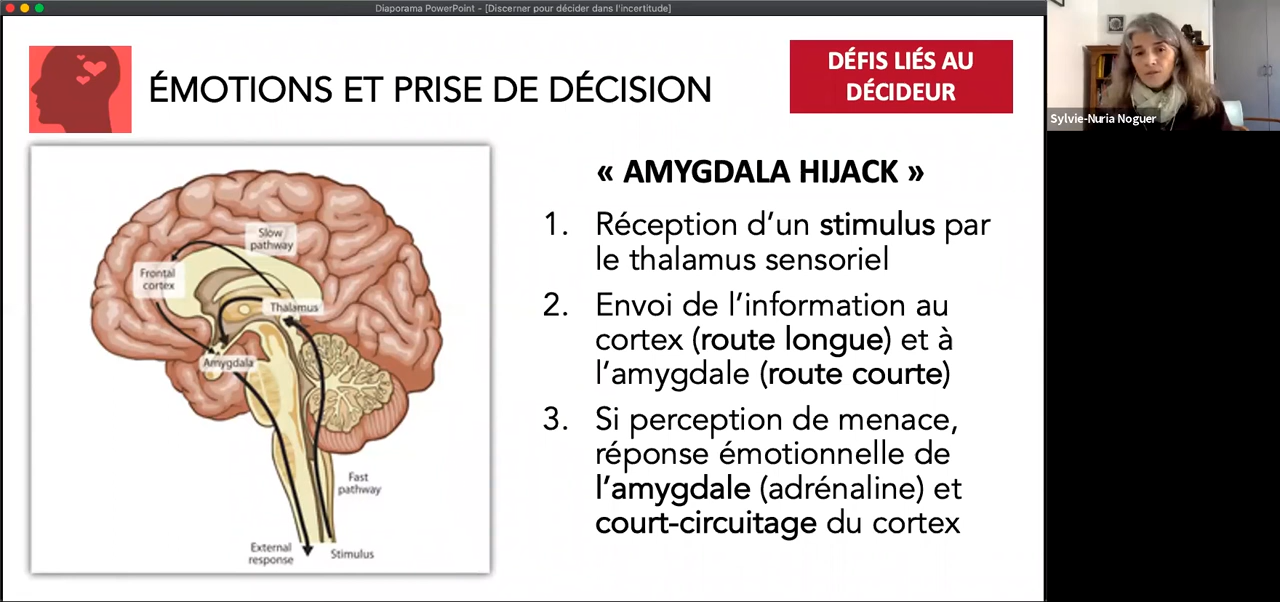 Diaporama PowerPoint - [Discerner pour décider dans l'incertitude]
ÉMOTIONS ET PRISE DE DÉCISION
DÉFIS LIÉS AU
DÉCIDEUR
Sylvie-Nuria Noguer
Slow
pathway
Frontal
cortex
Thalamus
Amygdala
Fast
pathway
External
response
Stimulus
« AMYGDALA HIJACK »
1. Réception d’un stimulus par
le thalamus sensoriel
2. Envoi de l’information au
cortex (route longue) et à
l’amygdale (route courte)
3. Si perception de menace,
réponse émotionnelle de
l’amygdale (adrénaline) et
court-circuitage du cortex